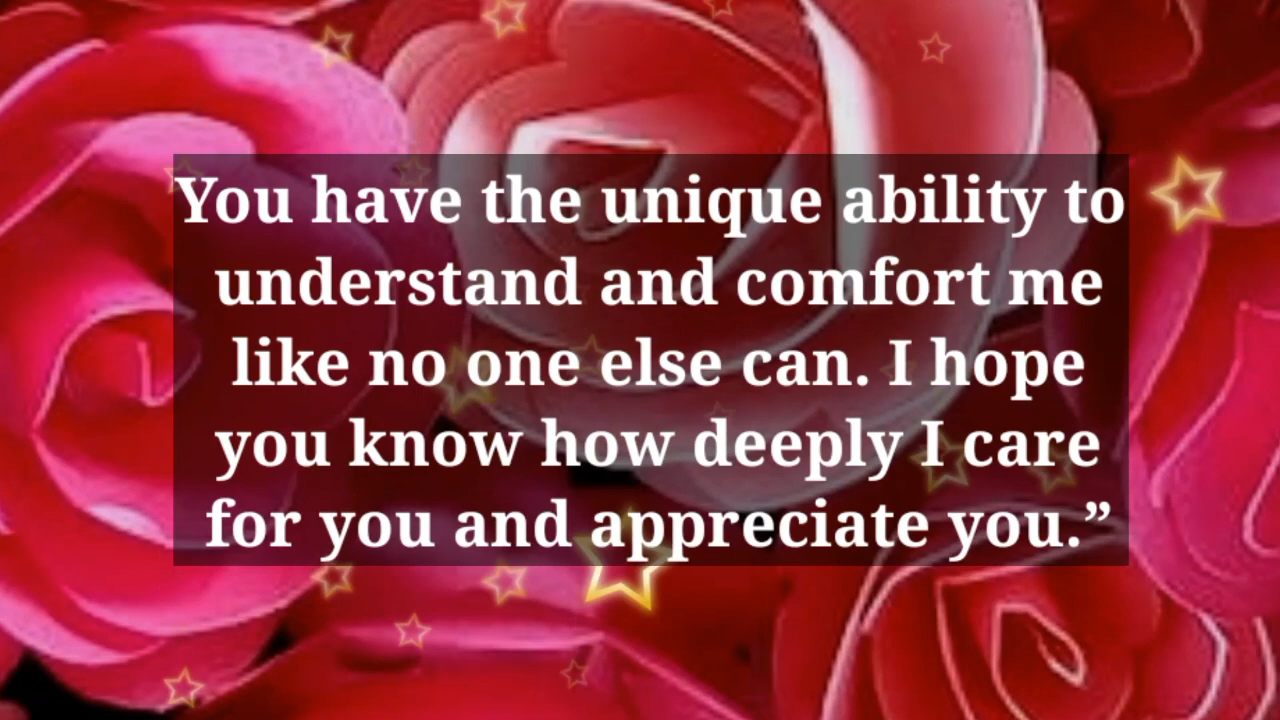 You have the unique ability to
understand and comfort me
like no one else can. I hope
you know how deeply I care
for you and appreciate you.”